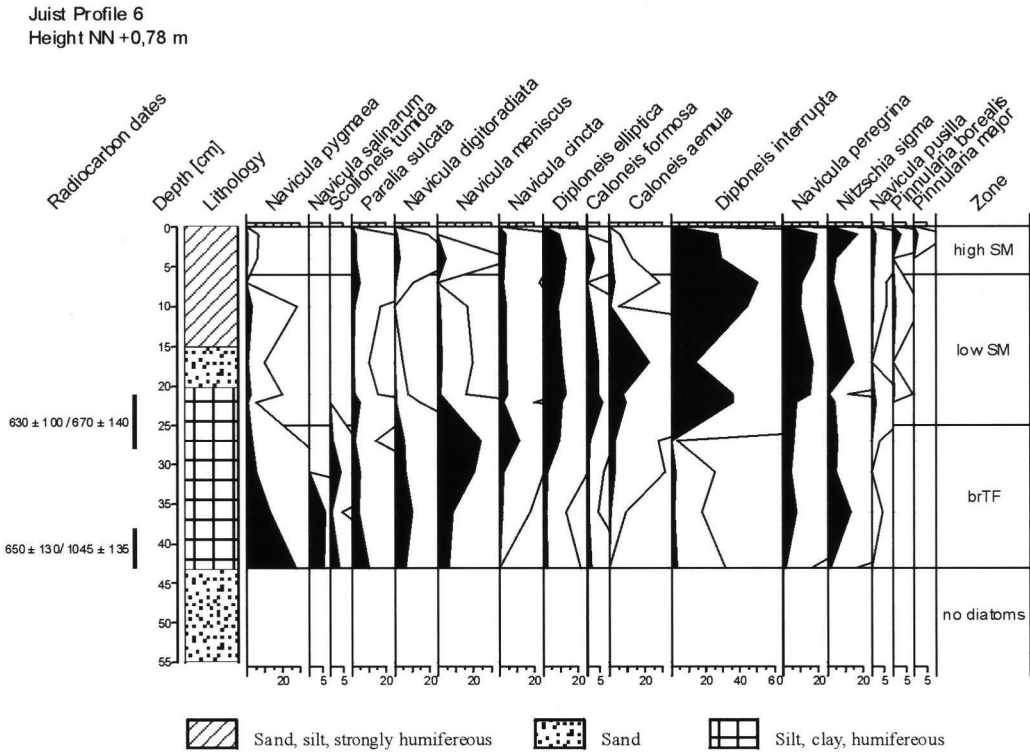 Juist Profile 6
Height NN +0,78 m
Radiocarbon dates
Depth [cm]
Lithology
Navicula pygmaea
Navicula salinarum
Scolioneis tumida
Paralia sulcata
Navicula digitoradiata
Navicula meniscus
Navicula cincta
Diploneis elliptica
Caloneis formosa
Caloneis aemula
Diploneis interrupta
Navicula peregrina
Nitzschia sigma
Navicula pusilla
Pinnularia borealis
Pinnularia major
Zone
0
5
10
15
20
25
30
35
40
45
50
55
630 ± 100 / 670 ± 140
650 ± 130/ 1045 ± 135
high SM
low SM
brTF
no diatoms
20 5 5 20 20 20 20 20 5 20 20 40 60 20 20 5 5 5
Sand, silt, strongly humifereous
Sand
Silt, clay, humifereous